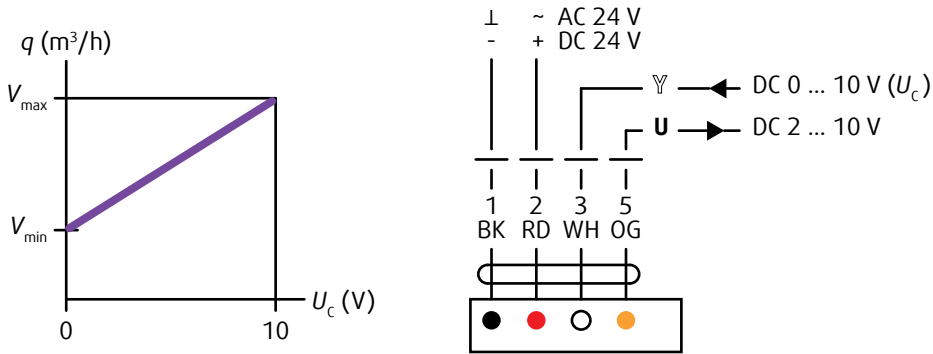 q (m³/h)
V_max
V_min
0
10
U_C (V)
⊥ ~ AC 24 V
- + DC 24 V
Y DC 0 ... 10 V (U_C)
U DC 2 ... 10 V
1 2 3 5
BK RD WH OG